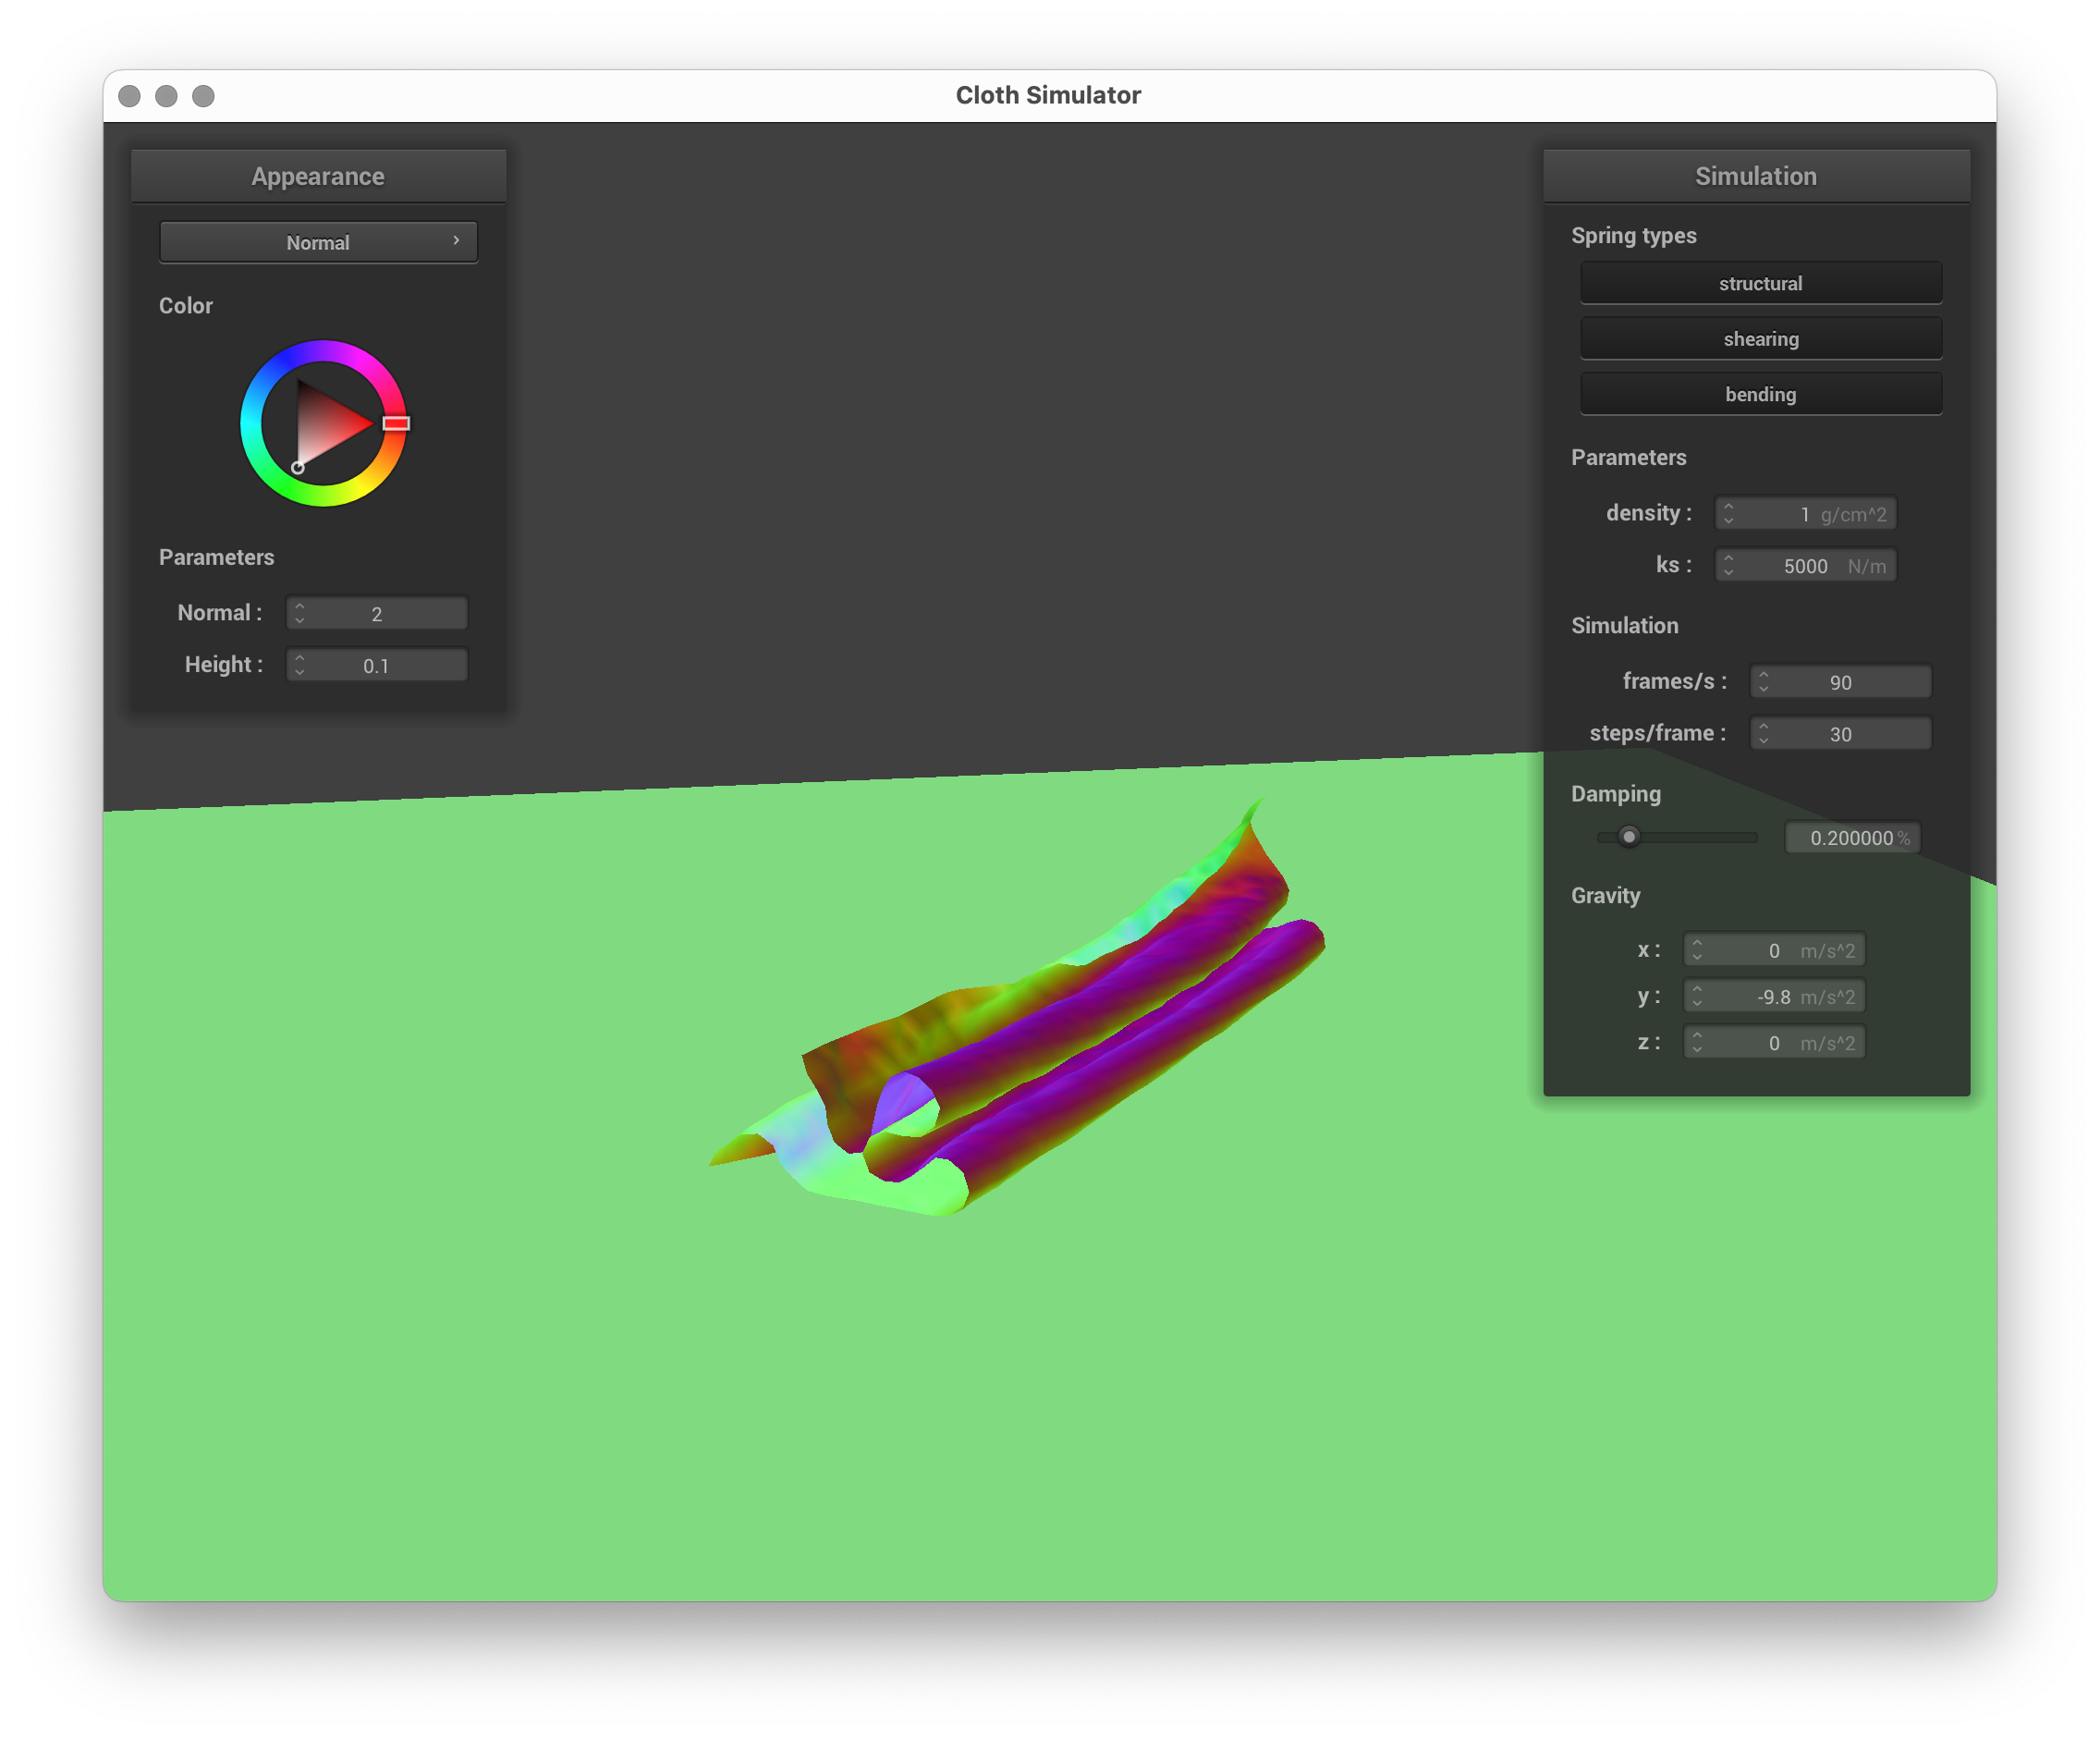 Cloth Simulator
Appearance
Normal
Color
Parameters
Normal : 2
Height : 0.1
Simulation
Spring types
structural
shearing
bending
Parameters
density : 1 g/cm^2
ks : 5000 N/m
Simulation
frames/s : 90
steps/frame : 30
Damping
0.200000 %
Gravity
x : 0 m/s^2
y : -9.8 m/s^2
z : 0 m/s^2